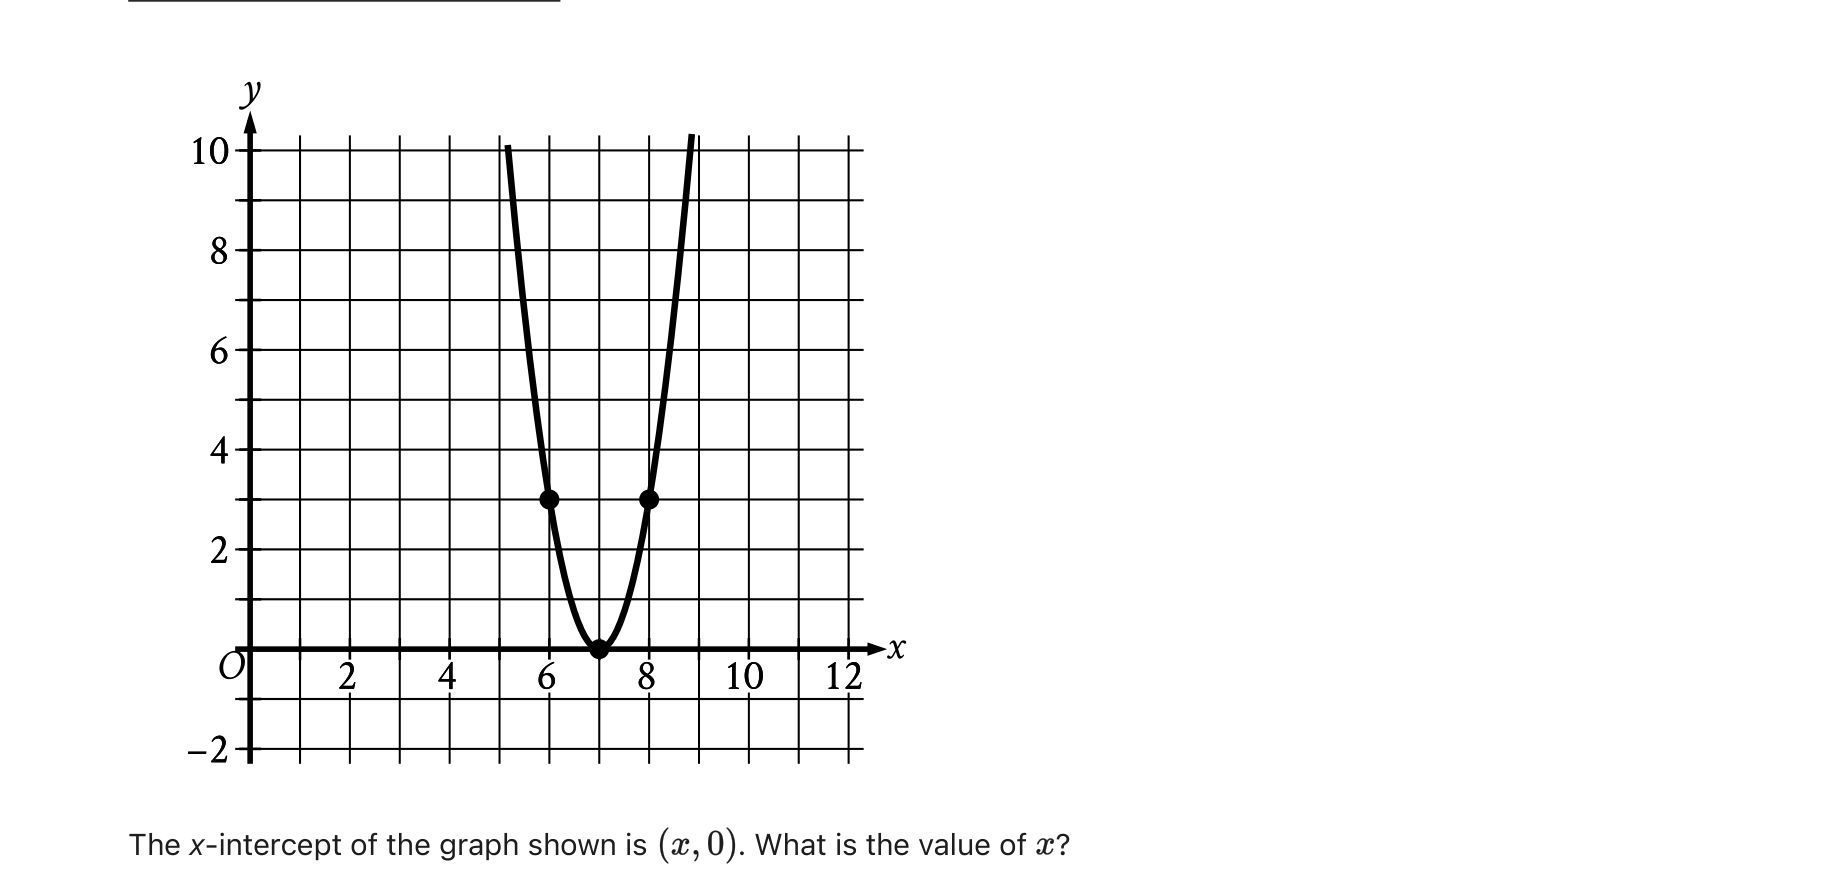 y
10
8
6
4
2
O
2 4 6 8 10 12
x
−2
The x-intercept of the graph shown is (x, 0). What is the value of x?